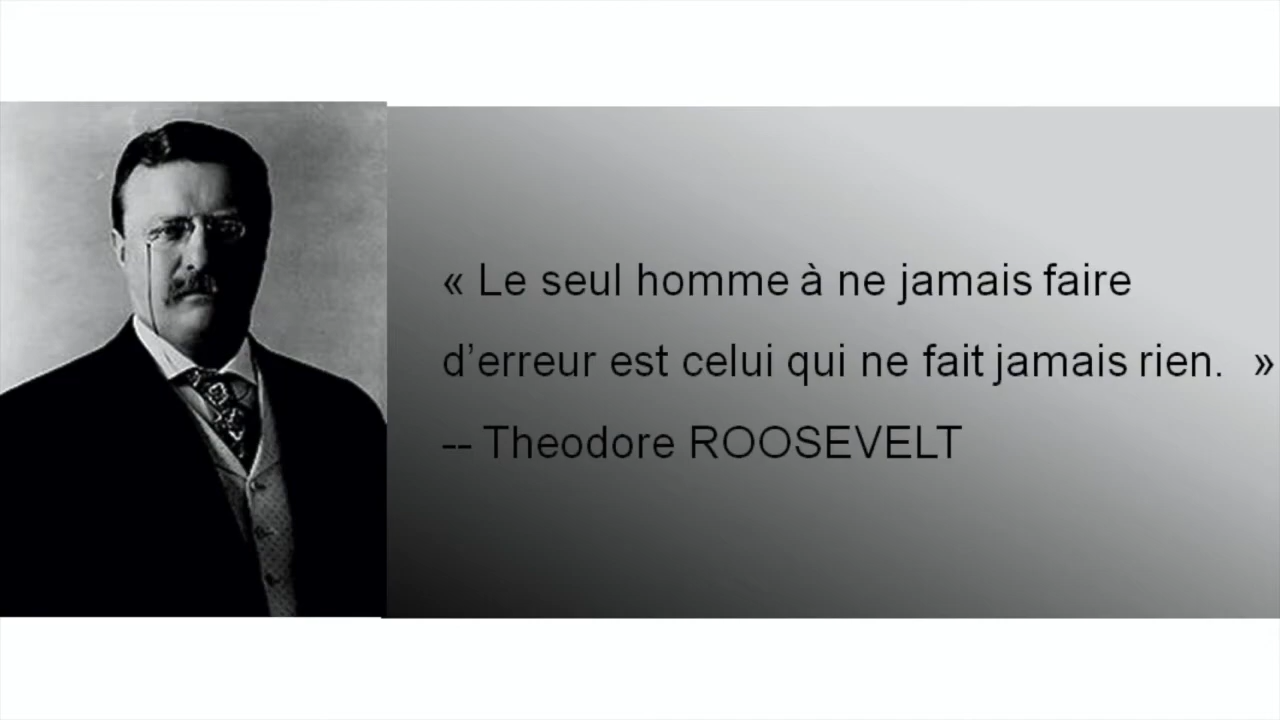 « Le seul homme à ne jamais faire
d’erreur est celui qui ne fait jamais rien. »
-- Theodore ROOSEVELT